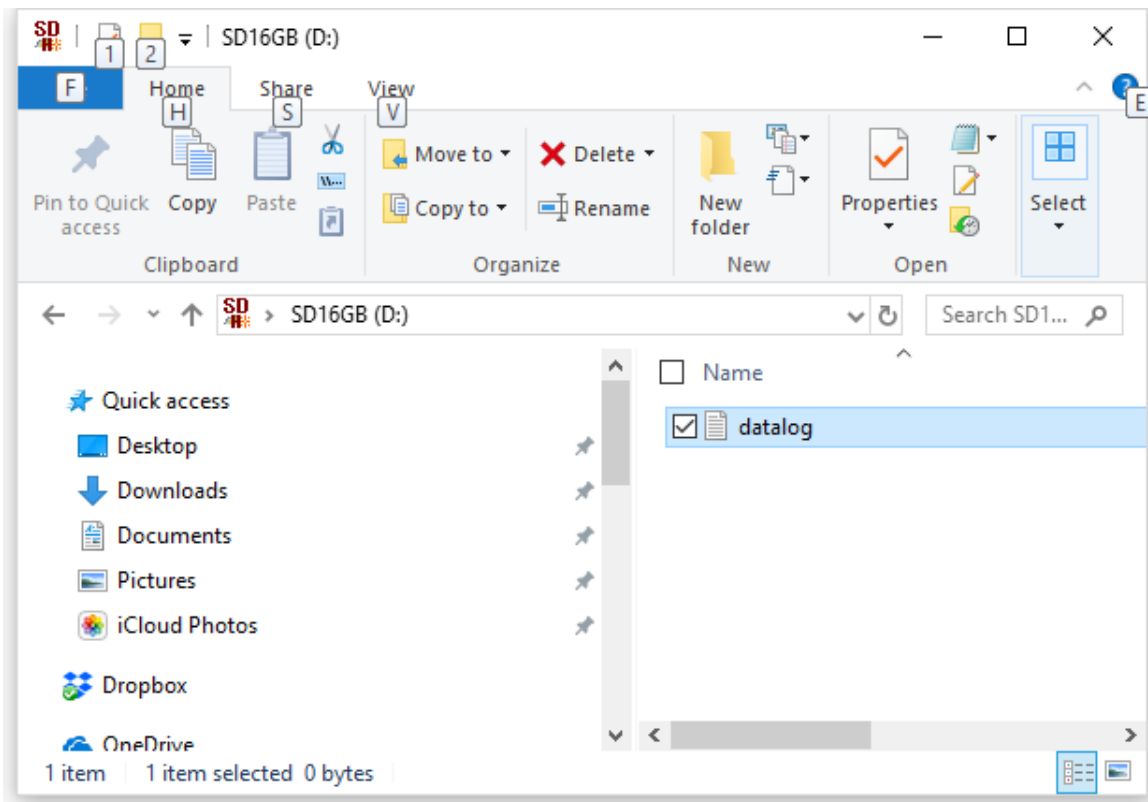 SD
1 2 SD16GB (D:)
F Home Share View
H S V E
Pin to Quick access Copy Paste
Move to Delete
Copy to Rename
New folder
Properties
Select
Clipboard Organize New Open
SD SD16GB (D:) Search SD1...
Name
Quick access
datalog
Desktop
Downloads
Documents
Pictures
iCloud Photos
Dropbox
OneDrive
1 item 1 item selected 0 bytes